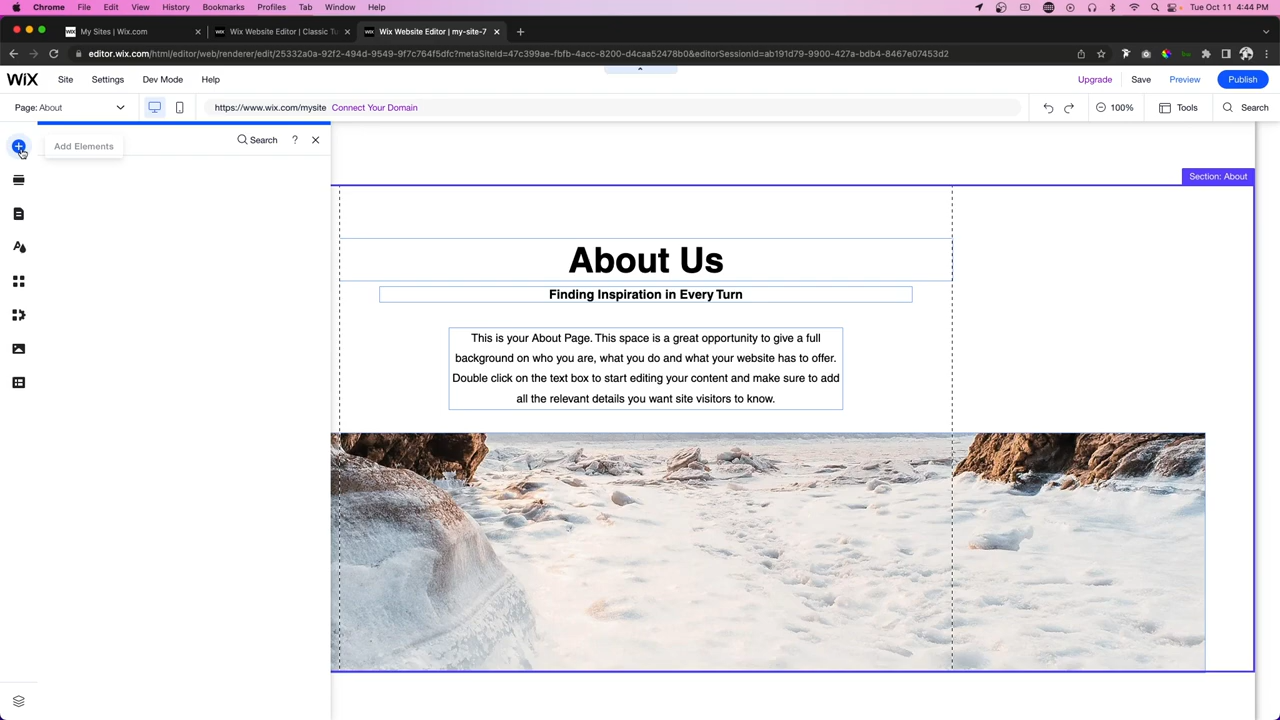 Chrome File Edit View History Bookmarks Profiles Tab Window Help
Tue Oct 11 4:44 PM
My Sites | Wix.com
Wix Website Editor | Classic Tu
Wix Website Editor | my-site-7
editor.wix.com/html/editor/web/renderer/edit/25332a0a-92f2-494d-9549-9f7c764f5dfc?metaSiteId=47c399ae-fbfb-4acc-8200-d4caa52478b0&editorSessionId=ab191d79-9900-427a-bdb4-8467e07453d2
WiX Site Settings Dev Mode Help
Upgrade Save Preview Publish
Page: About
https://www.wix.com/mysite Connect Your Domain
100% Tools Search
Add Elements
Search ?
Section: About
About Us
Finding Inspiration in Every Turn
This is your About Page. This space is a great opportunity to give a full
background on who you are, what you do and what your website has to offer.
Double click on the text box to start editing your content and make sure to add
all the relevant details you want site visitors to know.